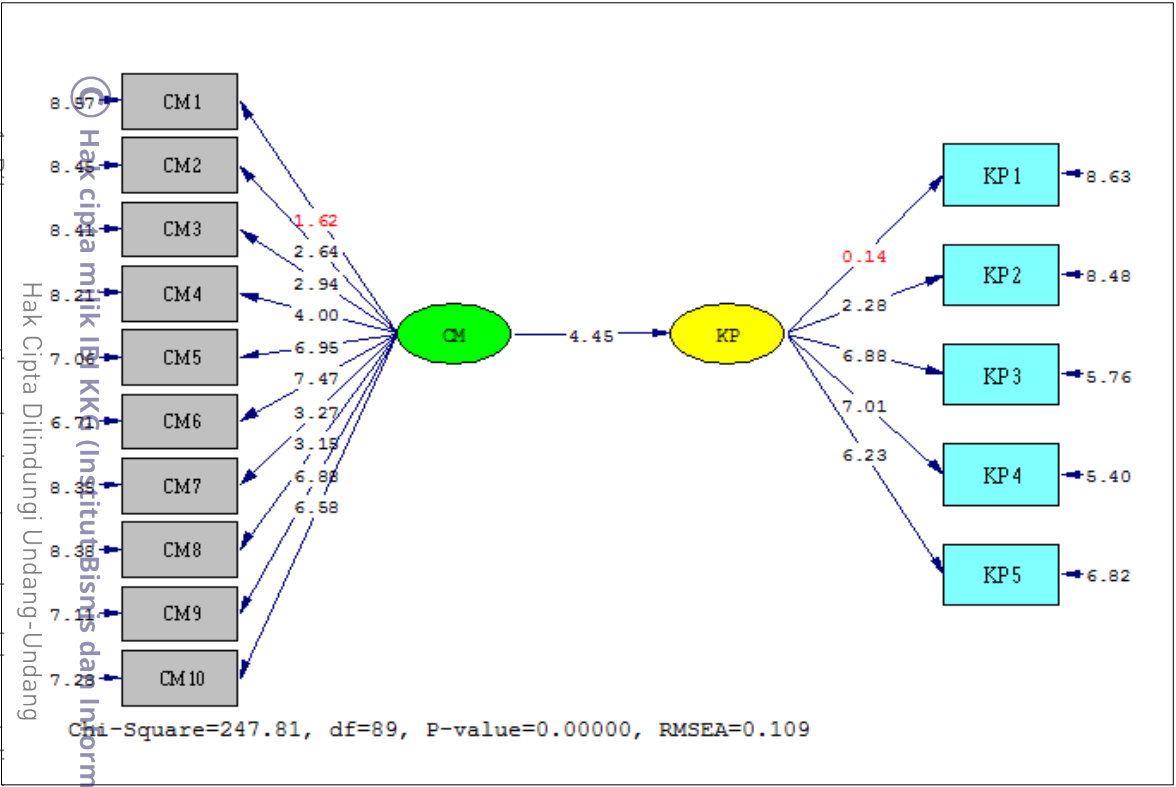 8.57 CM1
8.45 CM2
8.41 CM3
8.21 CM4
7.06 CM5
6.71 CM6
8.35 CM7
8.38 CM8
7.11 CM9
7.28 CM10
1.62
2.64
2.94
4.00
6.95
7.47
3.27
3.15
6.88
6.58
CM
4.45
KP
0.14
2.28
6.88
7.01
6.23
KP1 8.63
KP2 8.48
KP3 5.76
KP4 5.40
KP5 6.82
Chi-Square=247.81, df=89, P-value=0.00000, RMSEA=0.109
© Hak cipta milik IBI KKG (Institut Bisnis dan Inform
Hak Cipta Dilindungi Undang-Undang